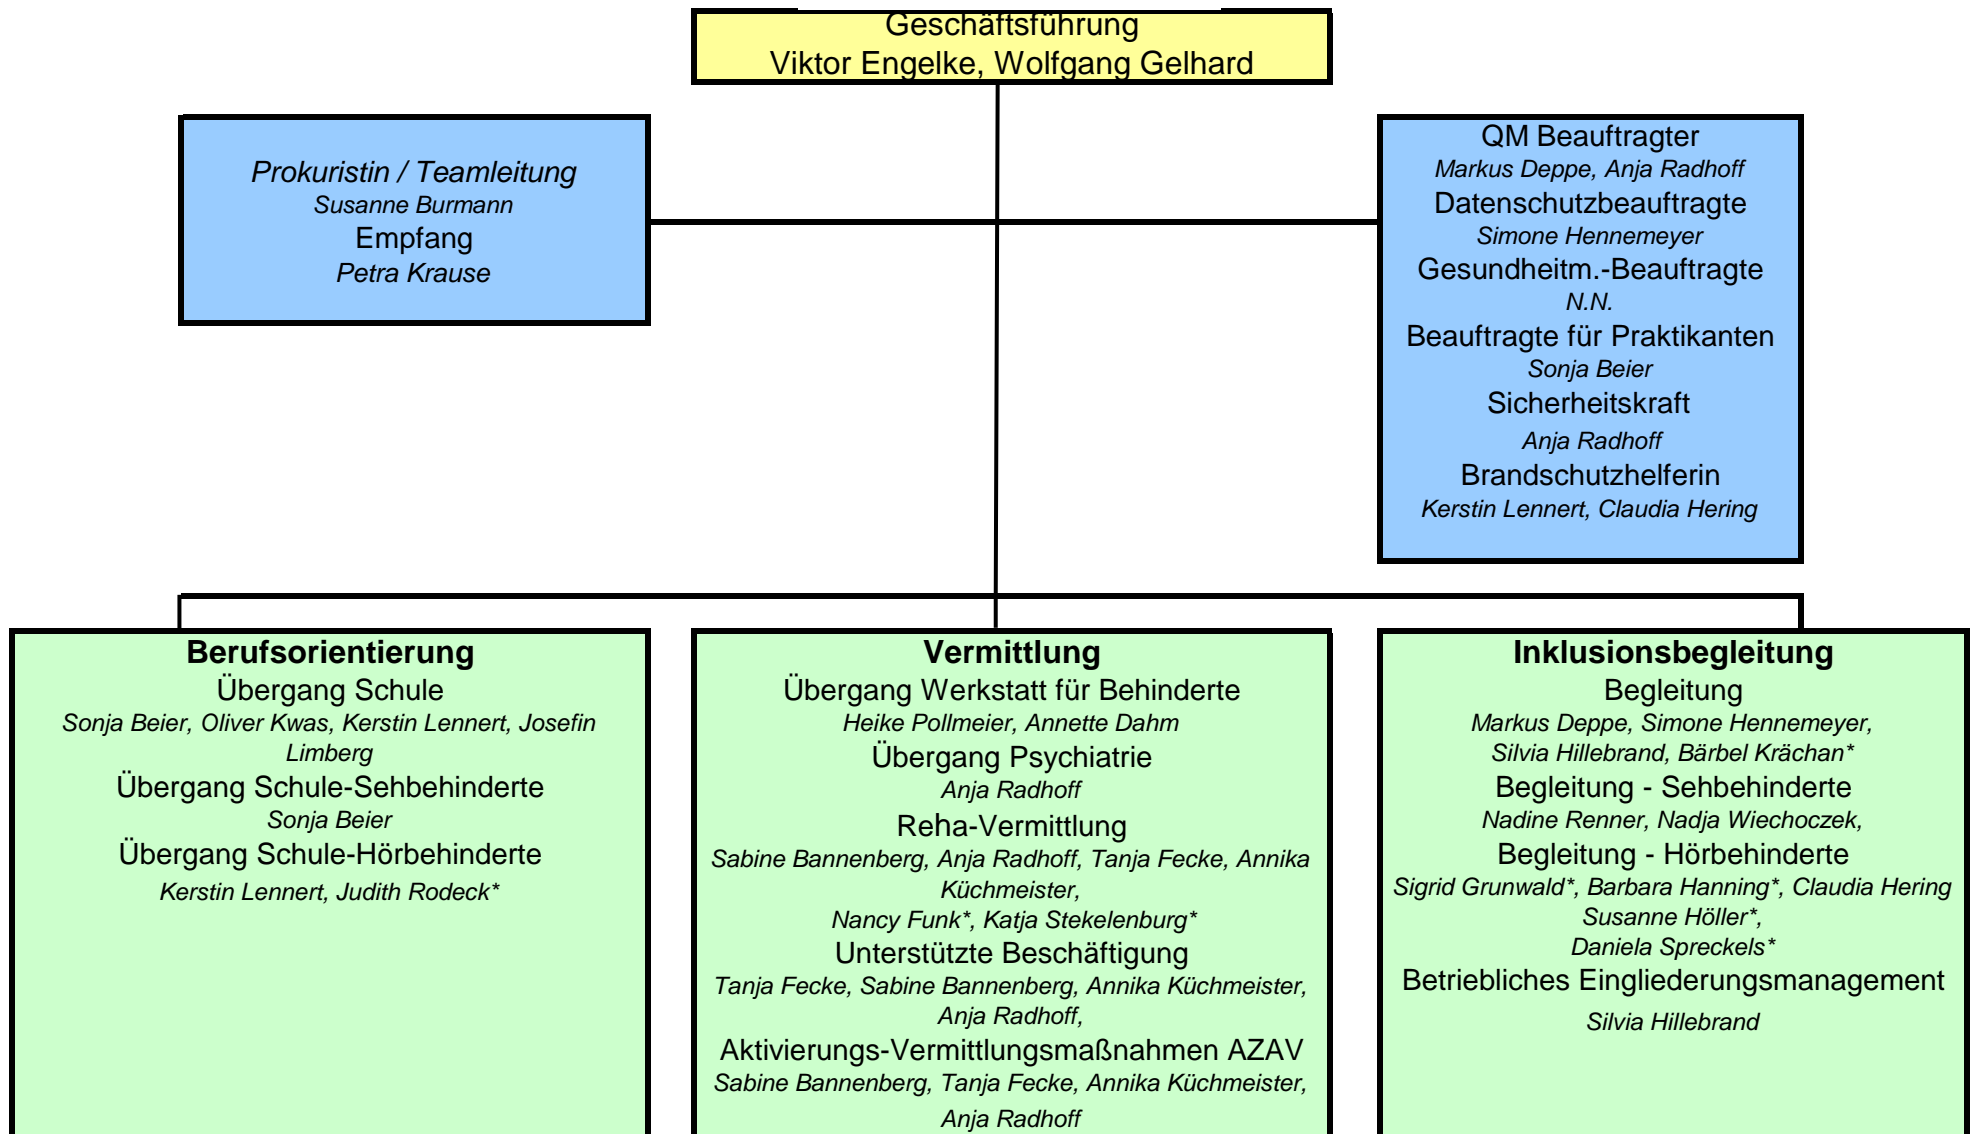 Geschäftsführung
Viktor Engelke, Wolfgang Gelhard
Prokuristin / Teamleitung
Susanne Burmann
Empfang
Petra Krause
QM Beauftragter
Markus Deppe, Anja Radhoff
Datenschutzbeauftragte
Simone Hennemeyer
Gesundheitm.-Beauftragte
N.N.
Beauftragte für Praktikanten
Sonja Beier
Sicherheitskraft
Anja Radhoff
Brandschutzhelferin
Kerstin Lennert, Claudia Hering
Berufsorientierung
Übergang Schule
Sonja Beier, Oliver Kwas, Kerstin Lennert, Josefin
Limberg
Übergang Schule-Sehbehinderte
Sonja Beier
Übergang Schule-Hörbehinderte
Kerstin Lennert, Judith Rodeck*
Vermittlung
Übergang Werkstatt für Behinderte
Heike Pollmeier, Annette Dahm
Übergang Psychiatrie
Anja Radhoff
Reha-Vermittlung
Sabine Bannenberg, Anja Radhoff, Tanja Fecke, Annika
Küchmeister,
Nancy Funk*, Katja Stekelenburg*
Unterstützte Beschäftigung
Tanja Fecke, Sabine Bannenberg, Annika Küchmeister,
Anja Radhoff,
Aktivierungs-Vermittlungsmaßnahmen AZAV
Sabine Bannenberg, Tanja Fecke, Annika Küchmeister,
Anja Radhoff
Inklusionsbegleitung
Begleitung
Markus Deppe, Simone Hennemeyer,
Silvia Hillebrand, Bärbel Krächan*
Begleitung - Sehbehinderte
Nadine Renner, Nadja Wiechoczek,
Begleitung - Hörbehinderte
Sigrid Grunwald*, Barbara Hanning*, Claudia Hering
Susanne Höller*,
Daniela Spreckels*
Betriebliches Eingliederungsmanagement
Silvia Hillebrand